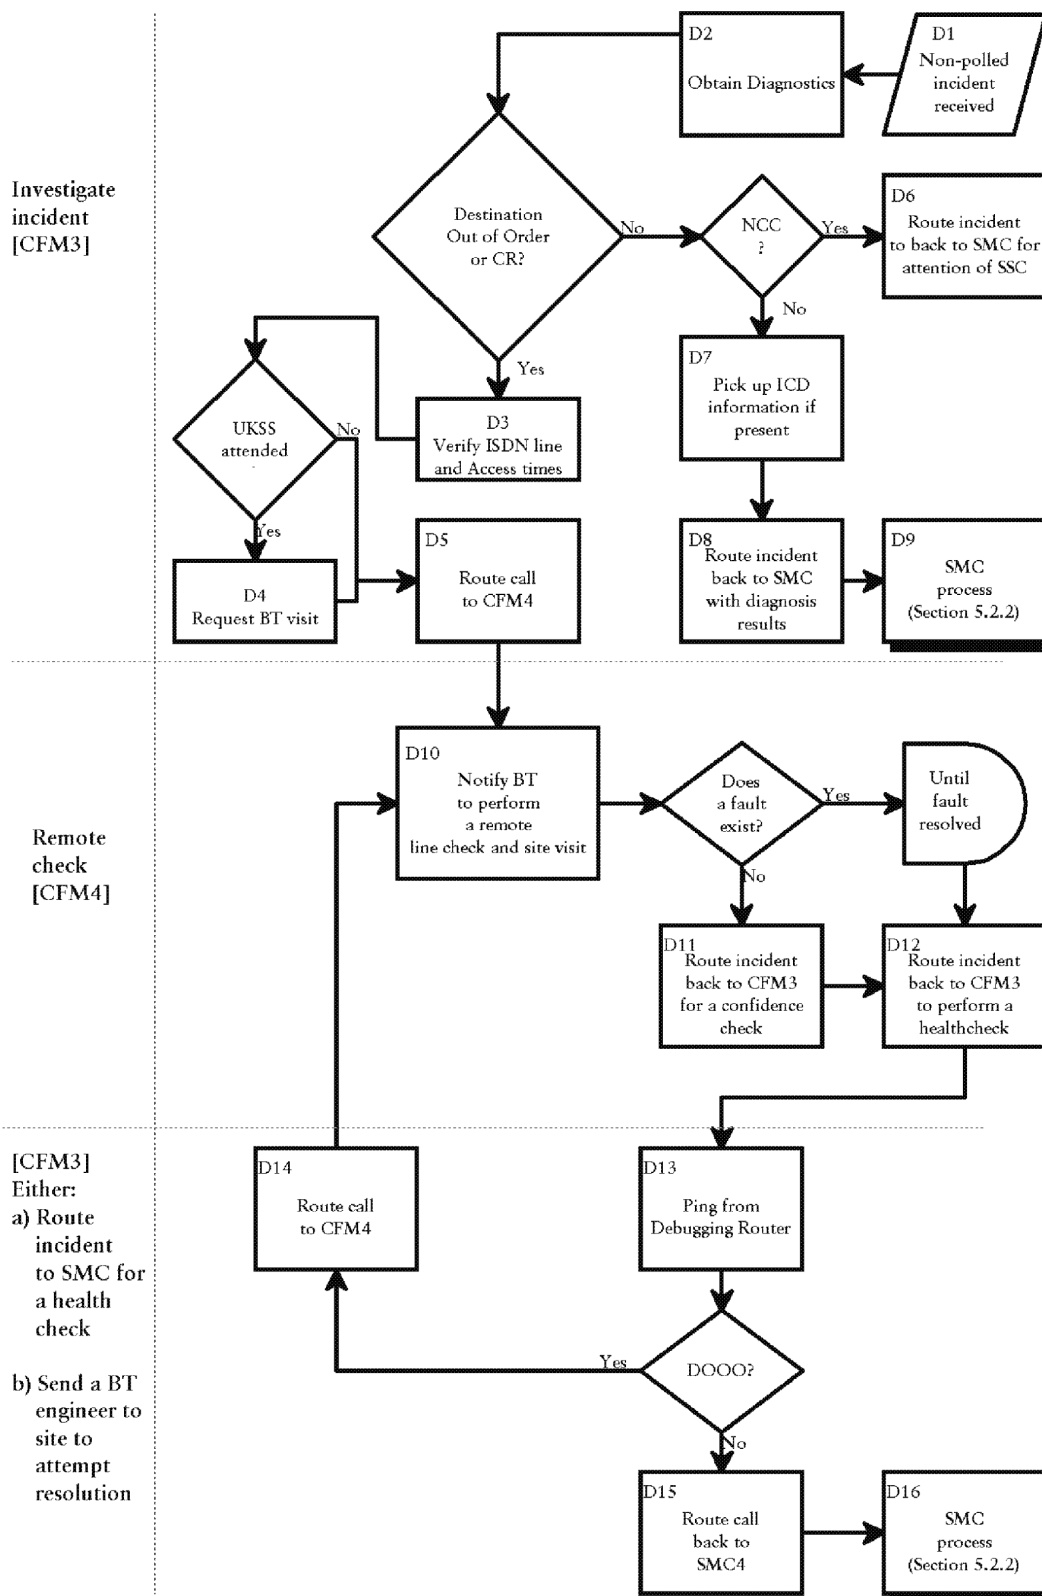 D1
Non-polled
incident
received
D2
Obtain Diagnostics
Investigate
incident
[CFM3]
Destination
Out of Order
or CR?
No
NCC
?
Yes
D6
Route incident
to back to SMC for
attention of SSC
No
Yes
D7
Pick up ICD
information if
present
D3
Verify ISDN line
and Access times
UKSS
attended
No
Yes
D4
Request BT visit
D5
Route call
to CFM4
D8
Route incident
back to SMC
with diagnosis
results
D9
SMC
process
(Section 5.2.2)
Remote
check
[CFM4]
D10
Notify BT
to perform
a remote
line check and site visit
Does
a fault
exist?
Yes
Until
fault
resolved
No
D11
Route incident
back to CFM3
for a confidence
check
D12
Route incident
back to CFM3
to perform a
healthcheck
[CFM3]
Either:
a) Route
incident
to SMC for
a health
check
b) Send a BT
engineer to
site to
attempt
resolution
D14
Route call
to CFM4
D13
Ping from
Debugging Router
Yes
DOOO?
No
D15
Route call
back to
SMC4
D16
SMC
process
(Section 5.2.2)